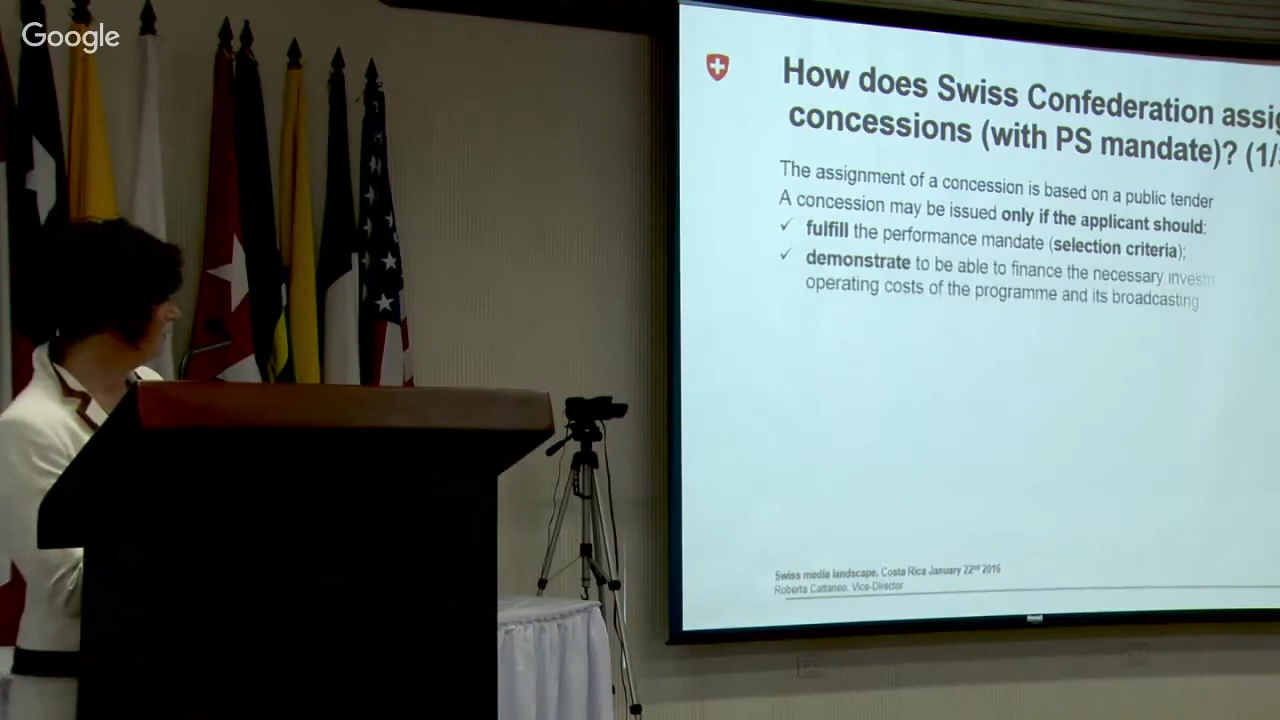 Google
How does Swiss Confederation assig
concessions (with PS mandate)? (1/3
The assignment of a concession is based on a public tender
A concession may be issued only if the applicant should:
✓ fulfill the performance mandate (selection criteria);
✓ demonstrate to be able to finance the necessary invest
operating costs of the programme and its broadcasting
Swiss media landscape, Costa Rica January 22nd 2016
Roberta Cattaneo, Vice-Director